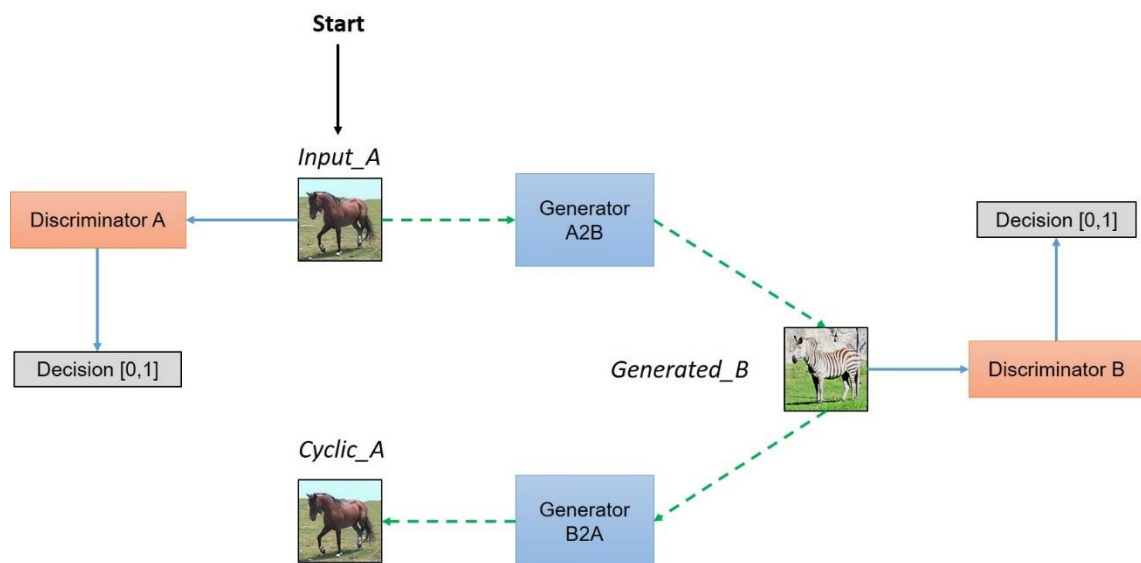 Start
Input_A
Discriminator A
Generator
A2B
Decision [0,1]
Decision [0,1]
Generated_B
Discriminator B
Cyclic_A
Generator
B2A